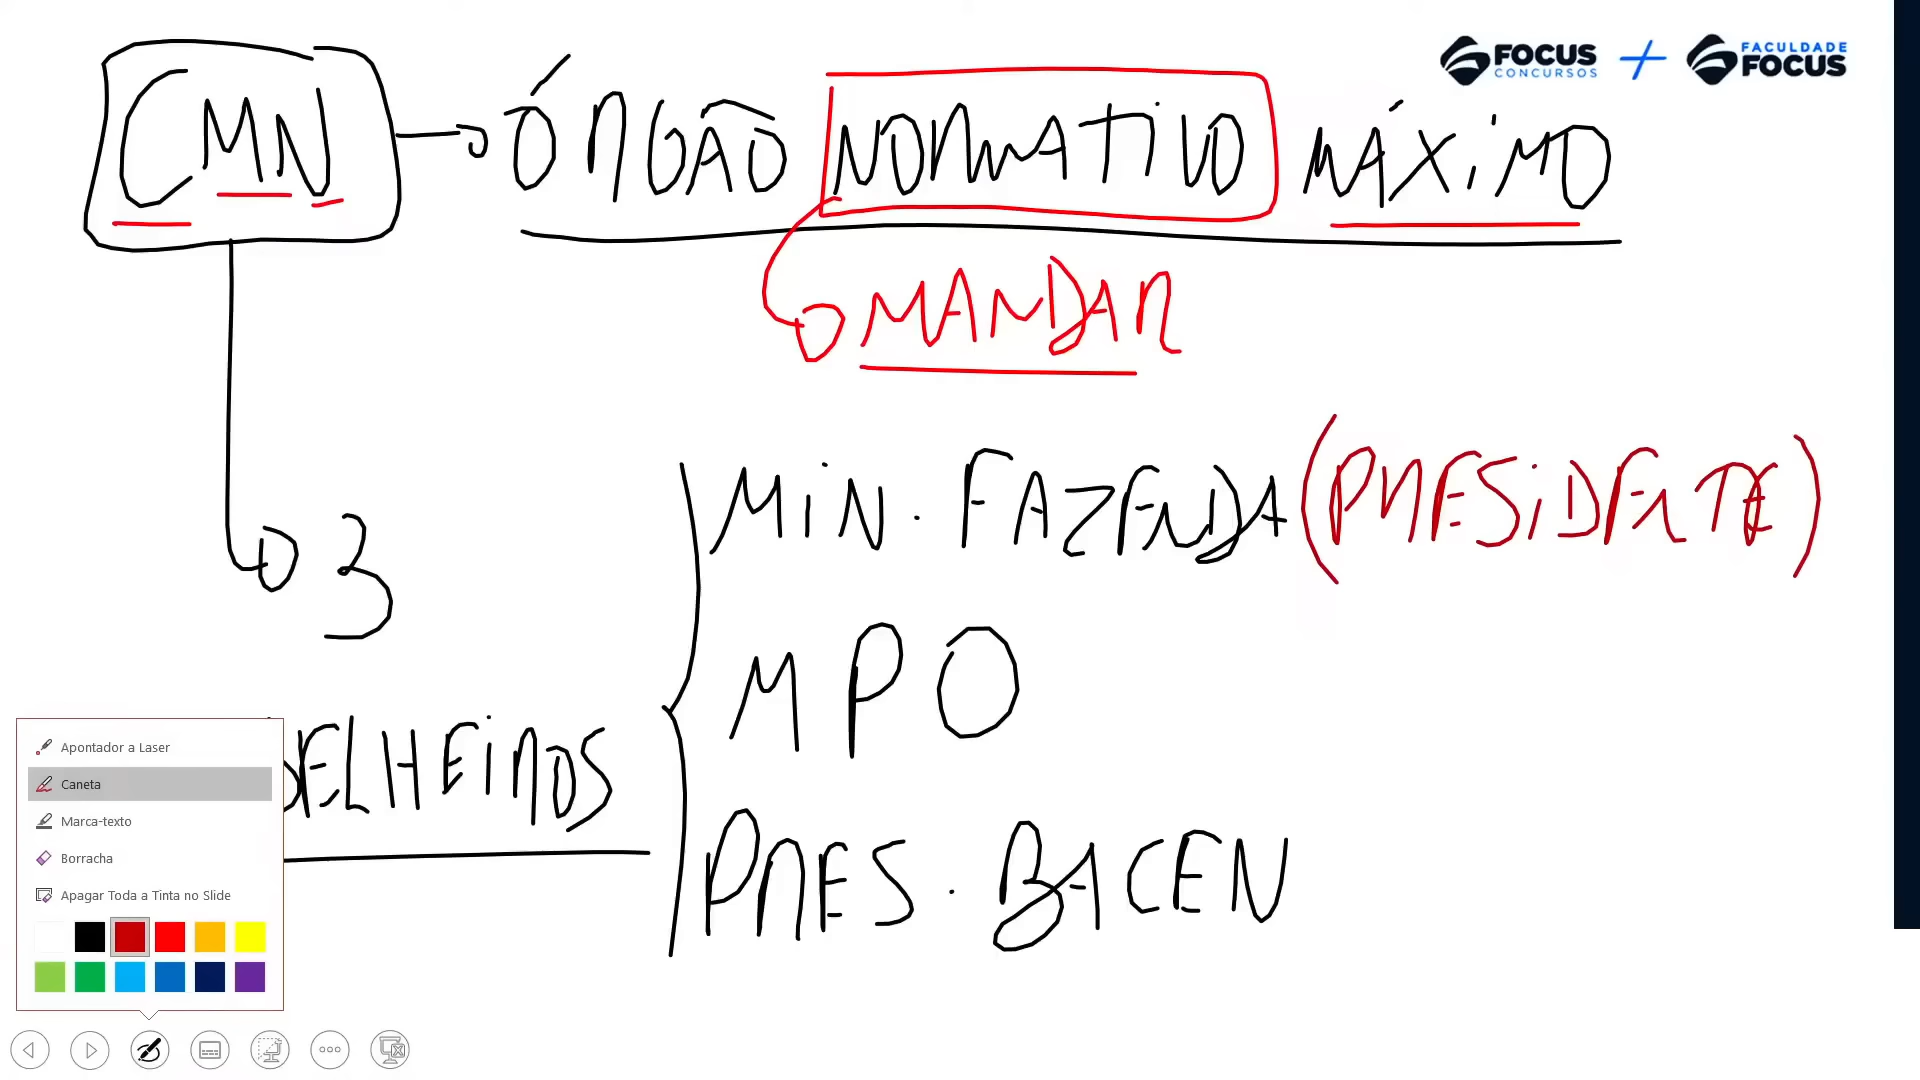 CMN ÓRGÃO NORMATIVO MÁXIMO
FOCUS CONCURSOS + FACULDADE FOCUS
MANDAR
MIN. FAZENDA (PRESIDENTE)
3
MPO
ELHEIROS
PRES. BACEN
Apontador a Laser
Caneta
Marca-texto
Borracha
Apagar Toda a Tinta no Slide